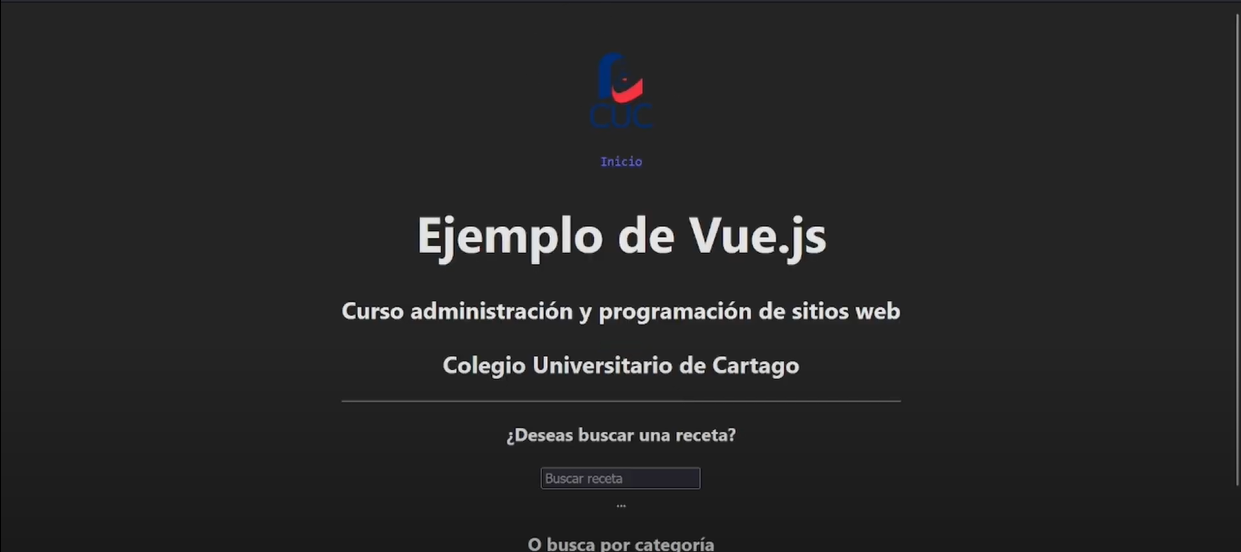 CUC
Inicio
Ejemplo de Vue.js
Curso administración y programación de sitios web
Colegio Universitario de Cartago
¿Deseas buscar una receta?
Buscar receta
...
O busca por categoría